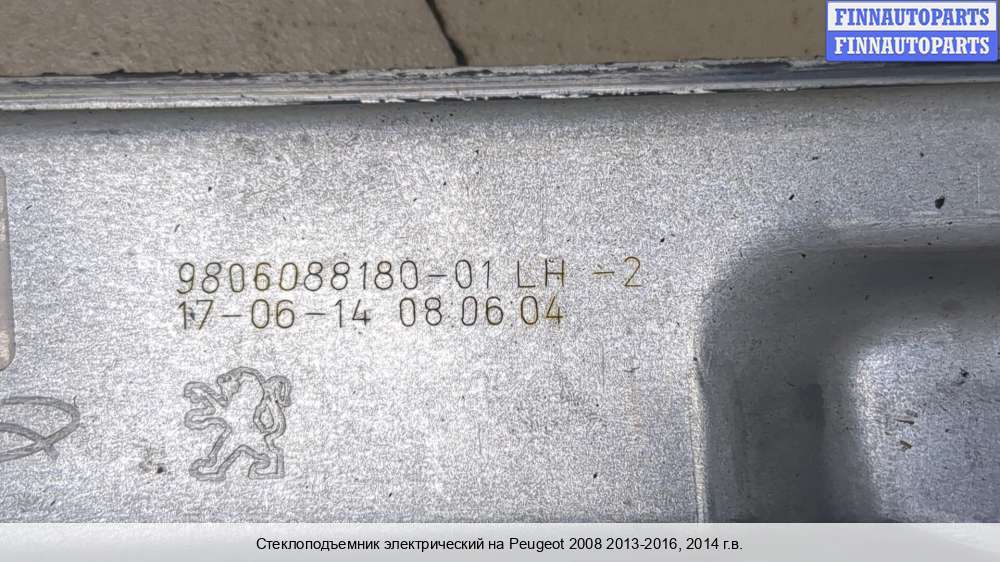 FINNAUTOPARTS
FINNAUTOPARTS
9806088180-01 LH -2
17-06-14 08:06:04
Стеклоподъемник электрический на Peugeot 2008 2013-2016, 2014 г.в.